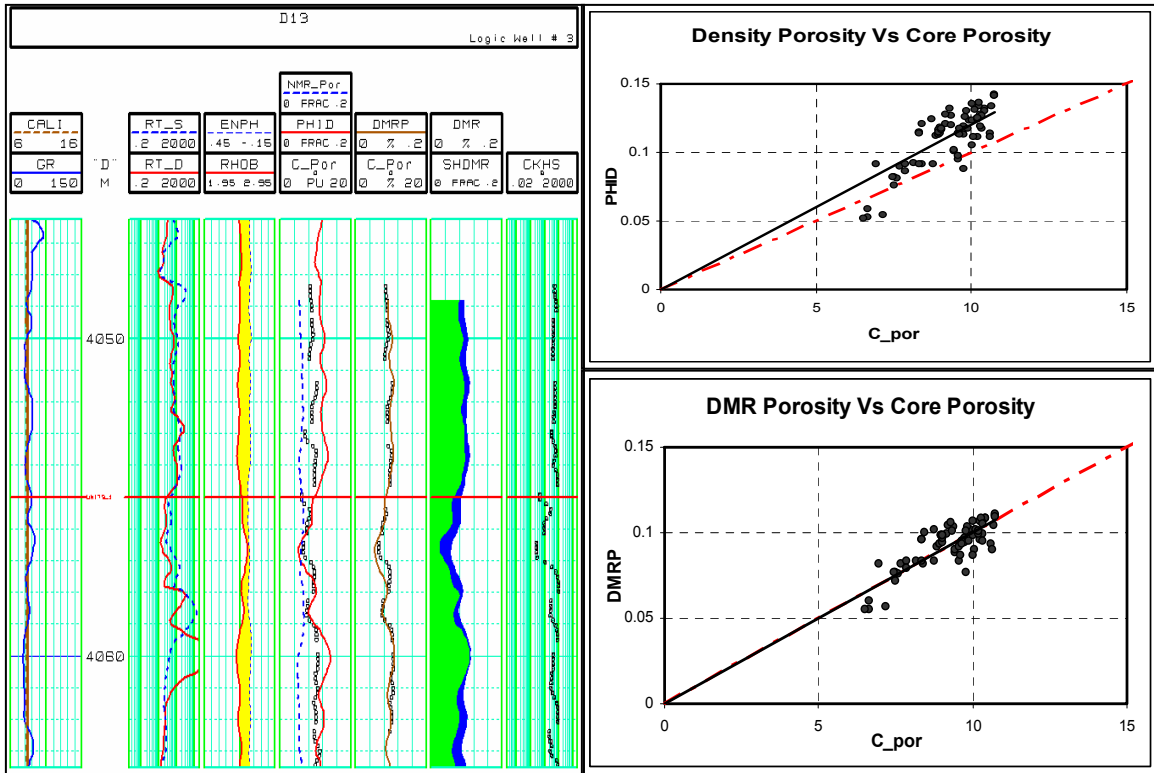 D13
Logic Well # 3
NMR_Por
0 FRAC .2
CALI
6 16
RT_S
.2 2000
ENPH
.45 -.15
PHID
0 FRAC .2
DMRP
0 % .2
DMR
0 % .2
GR
0 150
"D"
M
RT_D
.2 2000
RHOB
1.95 2.95
C_Por
0 PU 20
C_Por
0 % 20
SHDMR
0 FRAC .2
CKHS
.02 2000
4050
4060
Density Porosity Vs Core Porosity
0.15
0.1
0.05
0
PHID
0 5 10 15
C_por
DMR Porosity Vs Core Porosity
0.15
0.1
0.05
0
DMRP
0 5 10 15
C_por